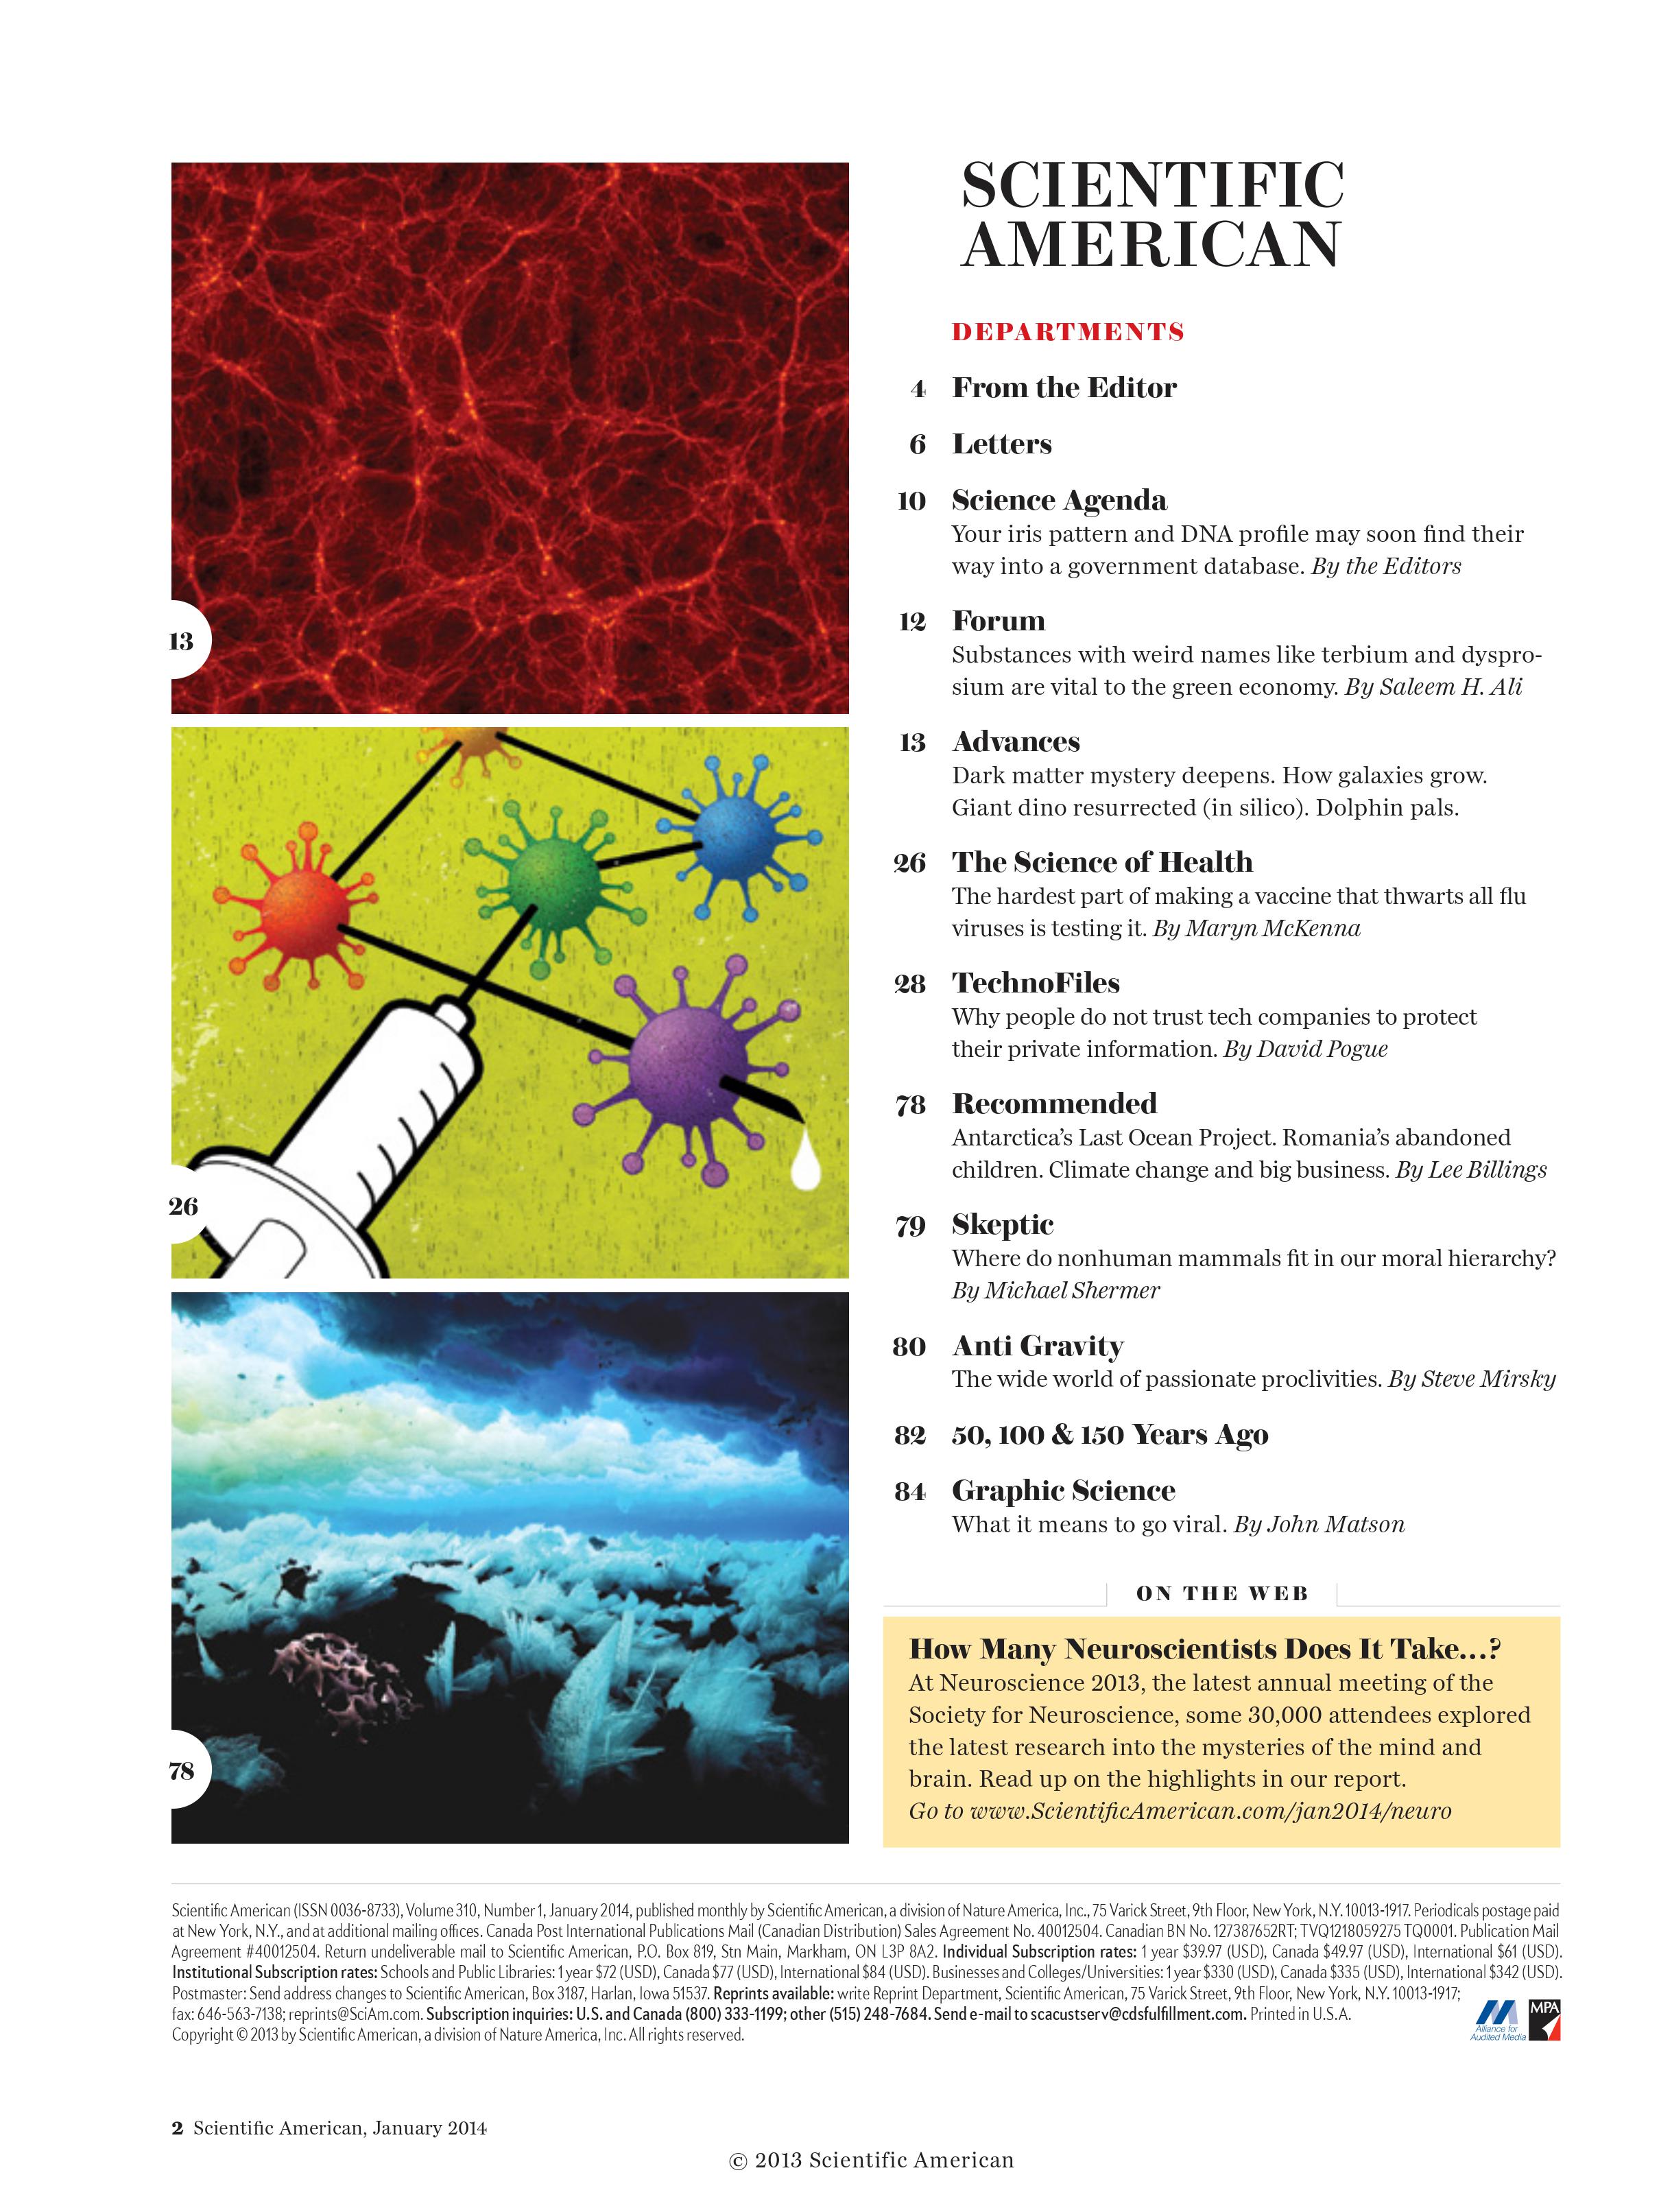 SCIENTIFIC
AMERICAN
DEPARTMENTS
4 From the Editor
6 Letters
10 Science Agenda
Your iris pattern and DNA profile may soon find their
way into a government database. By the Editors
12 Forum
Substances with weird names like terbium and dyspro-
sium are vital to the green economy. By Saleem H. Ali
13 Advances
Dark matter mystery deepens. How galaxies grow.
Giant dino resurrected (in silico). Dolphin pals.
26 The Science of Health
The hardest part of making a vaccine that thwarts all flu
viruses is testing it. By Maryn McKenna
28 TechnoFiles
Why people do not trust tech companies to protect
their private information. By David Pogue
78 Recommended
Antarctica's Last Ocean Project. Romania's abandoned
children. Climate change and big business. By Lee Billings
79 Skeptic
Where do nonhuman mammals fit in our moral hierarchy?
By Michael Shermer
80 Anti Gravity
The wide world of passionate proclivities. By Steve Mirsky
82 50, 100 & 150 Years Ago
84 Graphic Science
What it means to go viral. By John Matson
13
26
78
ON THE WEB
How Many Neuroscientists Does It Take...?
At Neuroscience 2013, the latest annual meeting of the
Society for Neuroscience, some 30,000 attendees explored
the latest research into the mysteries of the mind and
brain. Read up on the highlights in our report.
Go to www.ScientificAmerican.com/jan2014/neuro
Scientific American (ISSN 0036-8733), Volume 310, Number 1, January 2014, published monthly by Scientific American, a division of Nature America, Inc., 75 Varick Street, 9th Floor, New York, N.Y. 10013-1917. Periodicals postage paid
at New York, N.Y., and at additional mailing offices. Canada Post International Publications Mail (Canadian Distribution) Sales Agreement No. 40012504. Canadian BN No. 127387652RT; TVQ1218059275 TQ0001. Publication Mail
Agreement #40012504. Return undeliverable mail to Scientific American, P.O. Box 819, Stn Main, Markham, ON L3P 8A2. Individual Subscription rates: 1 year $39.97 (USD), Canada $49.97 (USD), International $61 (USD).
Institutional Subscription rates: Schools and Public Libraries: 1 year $72 (USD), Canada $77 (USD), International $84 (USD). Businesses and Colleges/Universities: 1 year $330 (USD), Canada $335 (USD), International $342 (USD).
Postmaster: Send address changes to Scientific American, Box 3187, Harlan, Iowa 51537. Reprints available: write Reprint Department, Scientific American, 75 Varick Street, 9th Floor, New York, N.Y. 10013-1917;
fax: 646-563-7138; reprints@SciAm.com. Subscription inquiries: U.S. and Canada (800) 333-1199; other (515) 248-7684. Send e-mail to scacustserv@cdsfulfillment.com. Printed in U.S.A.
Copyright © 2013 by Scientific American, a division of Nature America, Inc. All rights reserved.
Alliance for
Audited Media
MPA
2 Scientific American, January 2014
© 2013 Scientific American